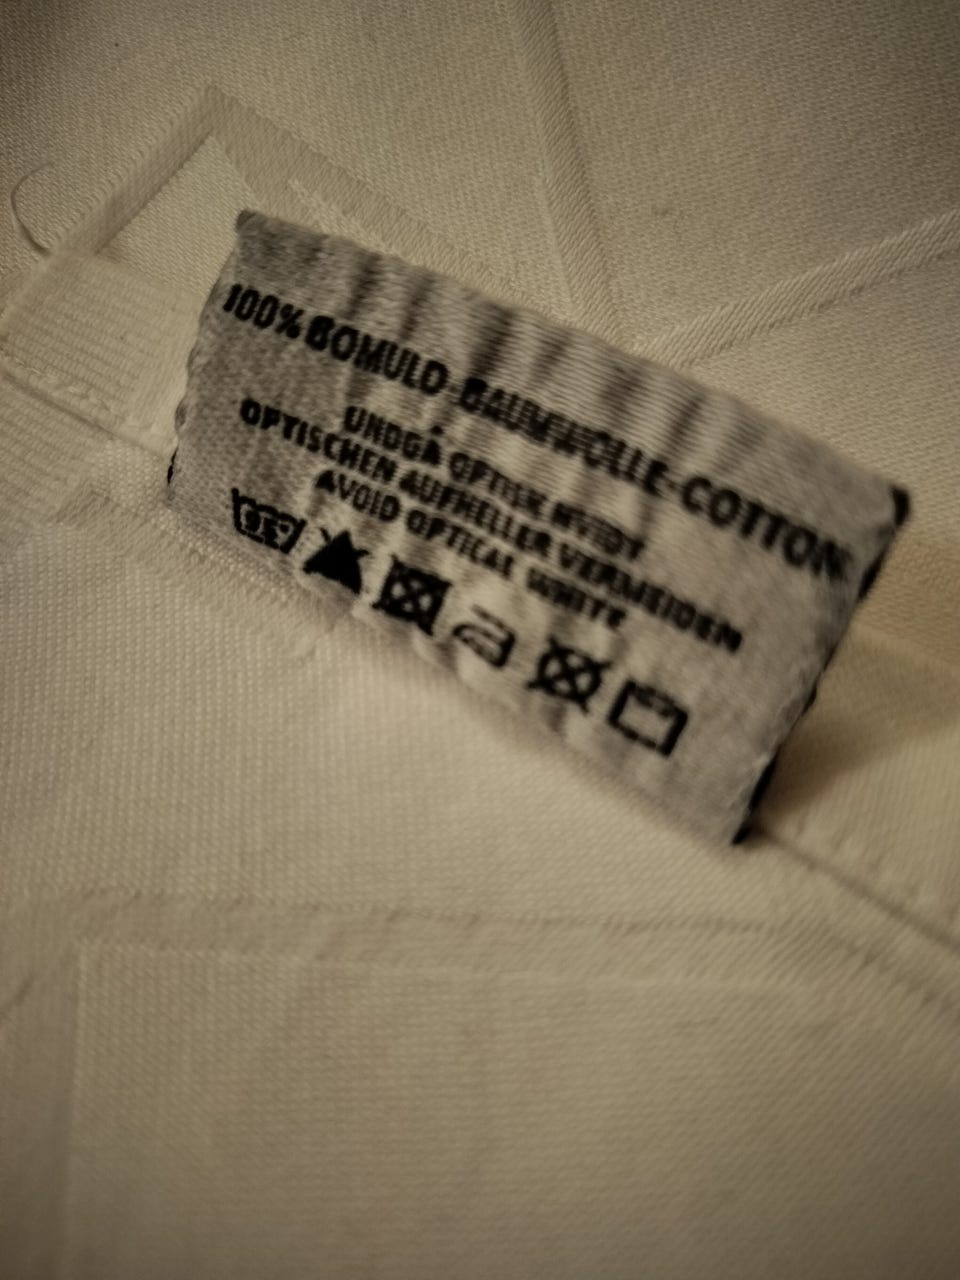 100% BOMULD-BAUMWOLLE-COTTON
UNDGÅ OPTISK HVIDT
OPTISCHEN AUFHELLER VERMEIDEN
AVOID OPTICAL WHITE